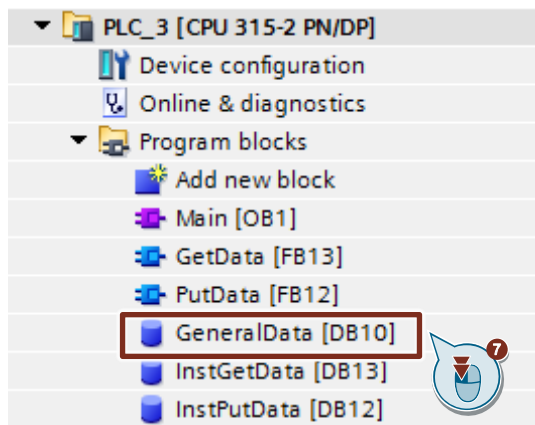 PLC_3 [CPU 315-2 PN/DP]
Device configuration
Online & diagnostics
Program blocks
Add new block
Main [OB1]
GetData [FB13]
PutData [FB12]
GeneralData [DB10]
7
InstGetData [DB13]
InstPutData [DB12]